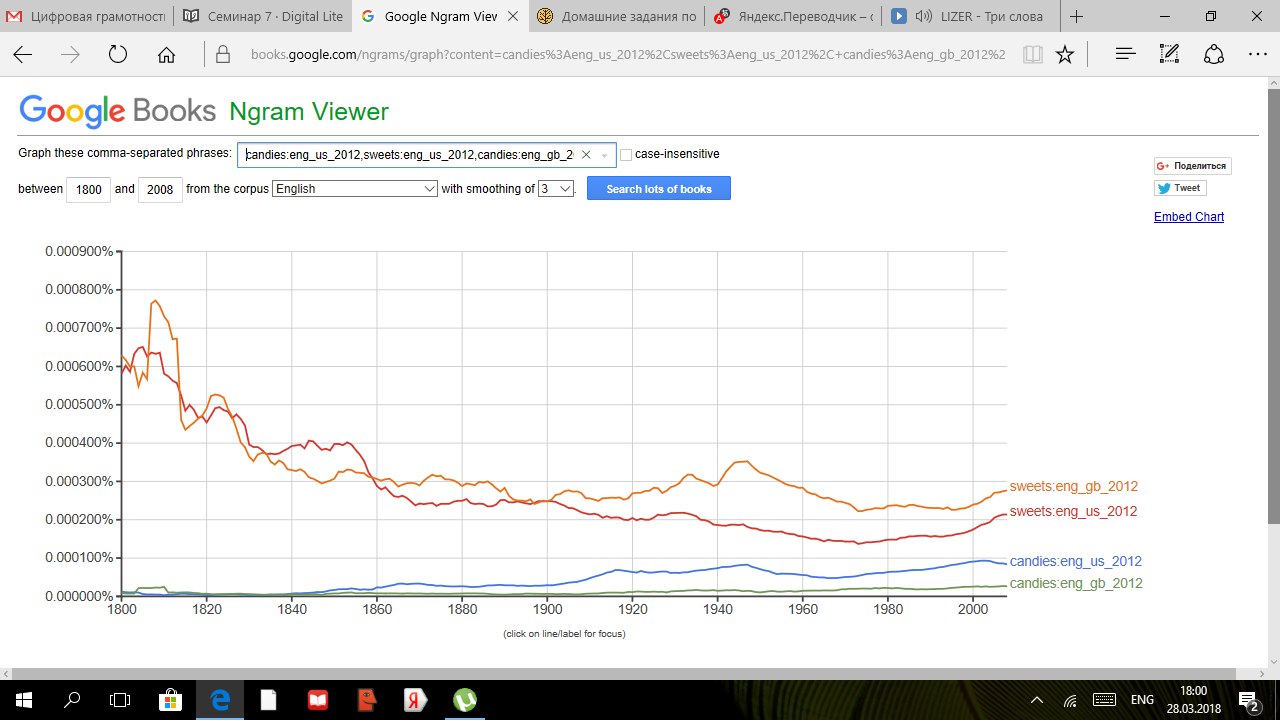 Цифровая грамотность
Семинар 7 · Digital Lite
Google Ngram View
Домашние задания по
Яндекс.Переводчик – с
LIZER - Три слова
books.google.com/ngrams/graph?content=candies%3Aeng_us_2012%2Csweets%3Aeng_us_2012%2C+candies%3Aeng_gb_2012%2
Google Books Ngram Viewer
Graph these comma-separated phrases: candies:eng_us_2012,sweets:eng_us_2012,candies:eng_gb_2 case-insensitive
between 1800 and 2008 from the corpus English with smoothing of 3 . Search lots of books
Поделиться
Tweet
Embed Chart
0.000900%
0.000800%
0.000700%
0.000600%
0.000500%
0.000400%
0.000300%
0.000200%
0.000100%
0.000000%
sweets:eng_gb_2012
sweets:eng_us_2012
candies:eng_us_2012
candies:eng_gb_2012
1800 1820 1840 1860 1880 1900 1920 1940 1960 1980 2000
(click on line/label for focus)
ENG
18:00
28.03.2018
2